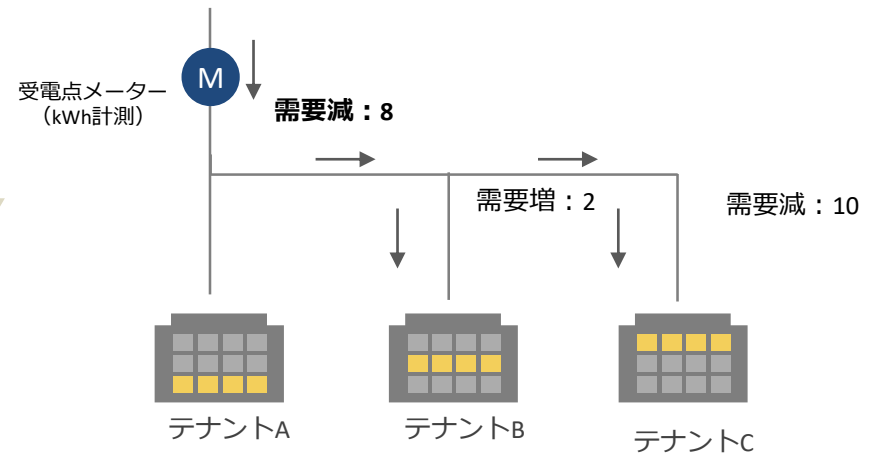 M
受電点メーター
（kWh計測）
需要減：8
需要増：2
需要減：10
テナントA
テナントB
テナントC